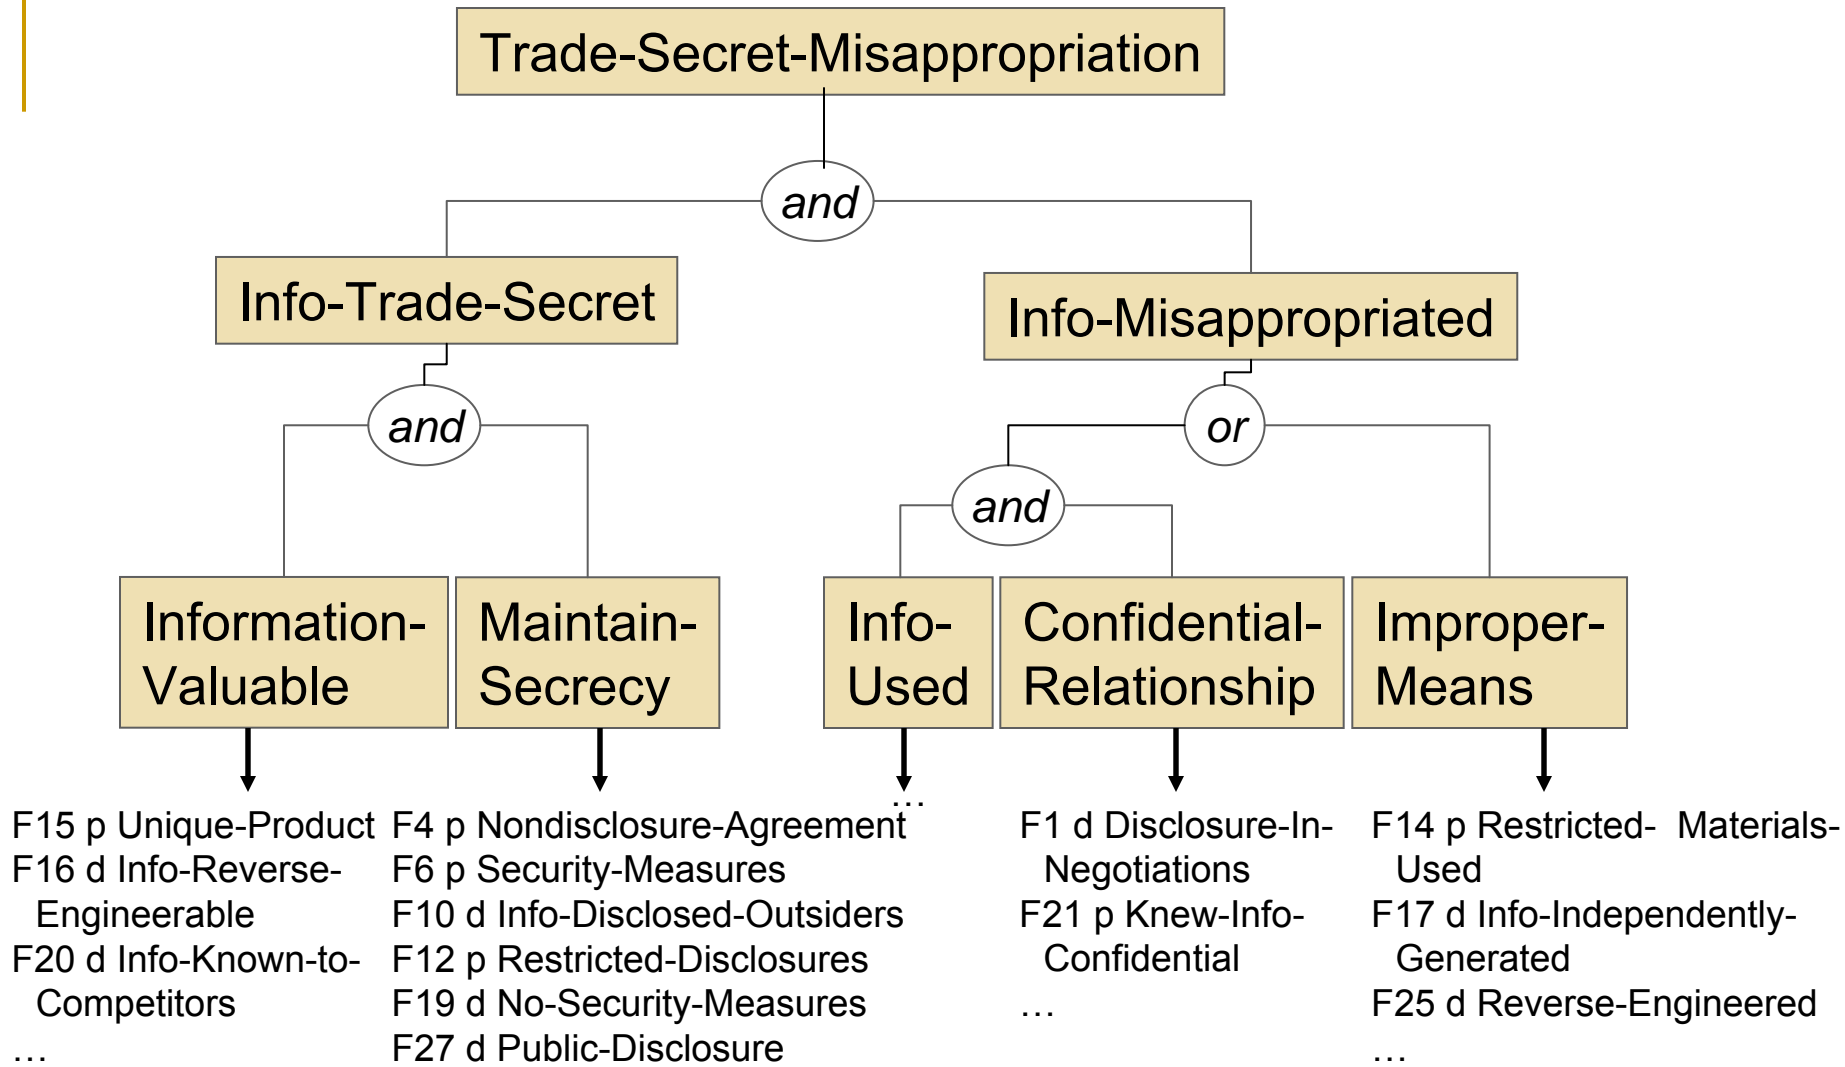 Trade-Secret-Misappropriation
and
Info-Trade-Secret
Info-Misappropriated
and
or
and
Information-
Valuable
Maintain-
Secrecy
Info-
Used
Confidential-
Relationship
Improper-
Means
F15 p Unique-Product
F16 d Info-Reverse-
Engineerable
F20 d Info-Known-to-
Competitors
…
F4 p Nondisclosure-Agreement
F6 p Security-Measures
F10 d Info-Disclosed-Outsiders
F12 p Restricted-Disclosures
F19 d No-Security-Measures
F27 d Public-Disclosure
…
F1 d Disclosure-In-
Negotiations
F21 p Knew-Info-
Confidential
…
F14 p Restricted- Materials-
Used
F17 d Info-Independently-
Generated
F25 d Reverse-Engineered
…